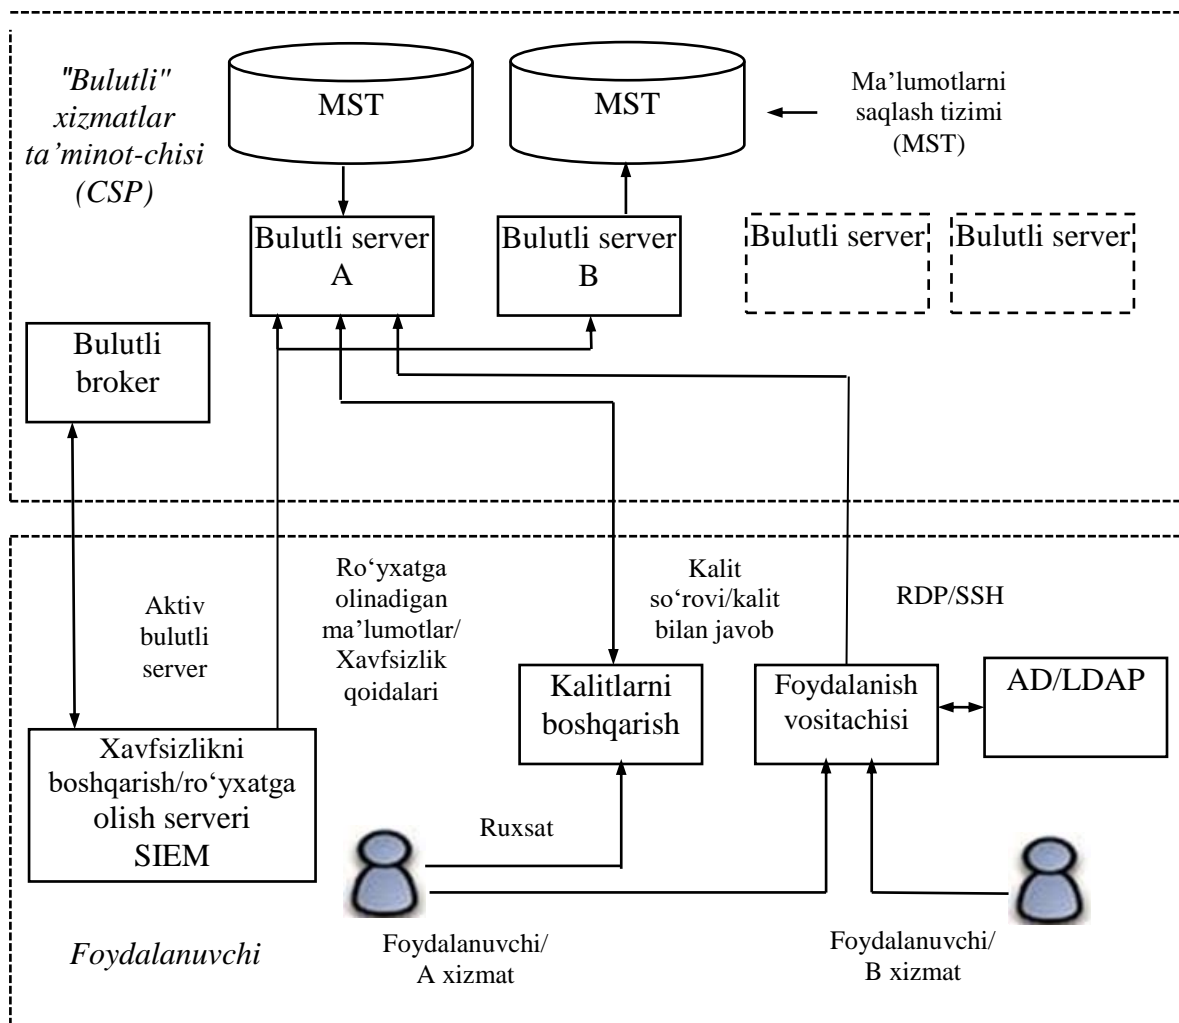 "Bulutli"
xizmatlar
ta’minot-chisi
(CSP)
MST
MST
Ma’lumotlarni
saqlash tizimi
(MST)
Bulutli server
A
Bulutli server
B
Bulutli server
Bulutli server
Bulutli
broker
Aktiv
bulutli
server
Ro‘yxatga
olinadigan
ma’lumotlar/
Xavfsizlik
qoidalari
Kalit
so‘rovi/kalit
bilan javob
RDP/SSH
Kalitlarni
boshqarish
Foydalanish
vositachisi
AD/LDAP
Xavfsizlikni
boshqarish/ro‘yxatga
olish serveri
SIEM
Ruxsat
Foydalanuvchi
Foydalanuvchi/
A xizmat
Foydalanuvchi/
B xizmat